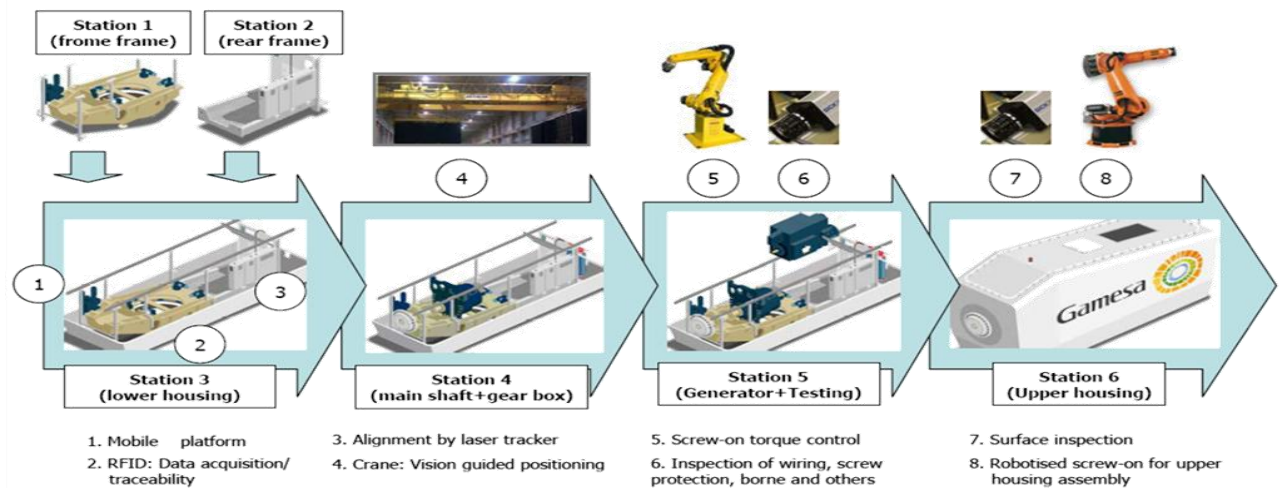 Station 1
(frome frame)
Station 2
(rear frame)
4
5
6
7
8
1
2
3
Gamesa
Station 3
(lower housing)
Station 4
(main shaft+gear box)
Station 5
(Generator+Testing)
Station 6
(Upper housing)
1. Mobile platform
2. RFID: Data acquisition/
traceability
3. Alignment by laser tracker
4. Crane: Vision guided positioning
5. Screw-on torque control
6. Inspection of wiring, screw
protection, borne and others
7. Surface inspection
8. Robotised screw-on for upper
housing assembly